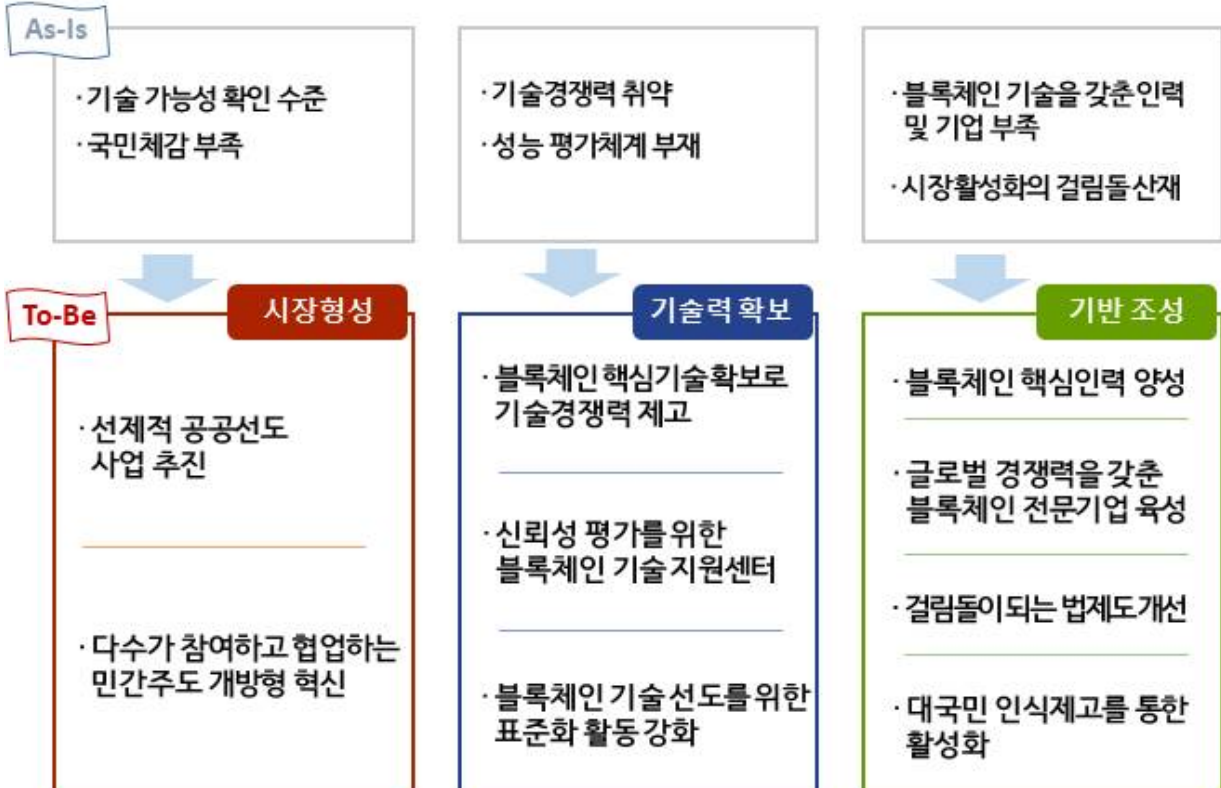 As-Is
· 기술 가능성 확인 수준
· 국민체감 부족
· 기술경쟁력 취약
· 성능 평가체계 부재
· 블록체인 기술을 갖춘 인력
및 기업 부족
· 시장활성화의 걸림돌 산재
To-Be
시장형성
· 선제적 공공선도
사업 추진
· 다수가 참여하고 협업하는
민간주도 개방형 혁신
기술력 확보
· 블록체인 핵심기술 확보로
기술경쟁력 제고
· 신뢰성 평가를 위한
블록체인 기술 지원센터
· 블록체인 기술 선도를 위한
표준화 활동 강화
기반 조성
· 블록체인 핵심인력 양성
· 글로벌 경쟁력을 갖춘
블록체인 전문기업 육성
· 걸림돌이 되는 법제도 개선
· 대국민 인식제고를 통한
활성화